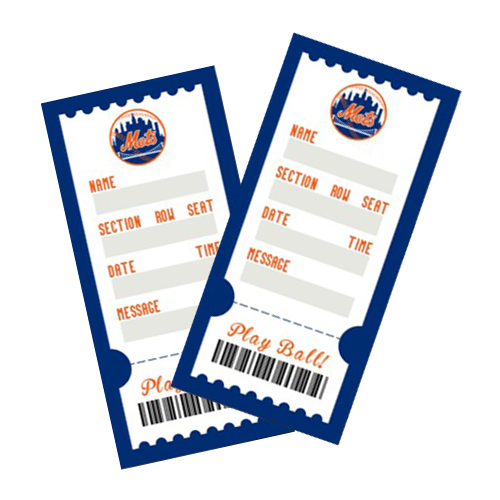 Mets
NAME
SECTION ROW SEAT
DATE TIME
MESSAGE
Play
Mets
NAME
SECTION ROW SEAT
DATE TIME
MESSAGE
Play Ball!